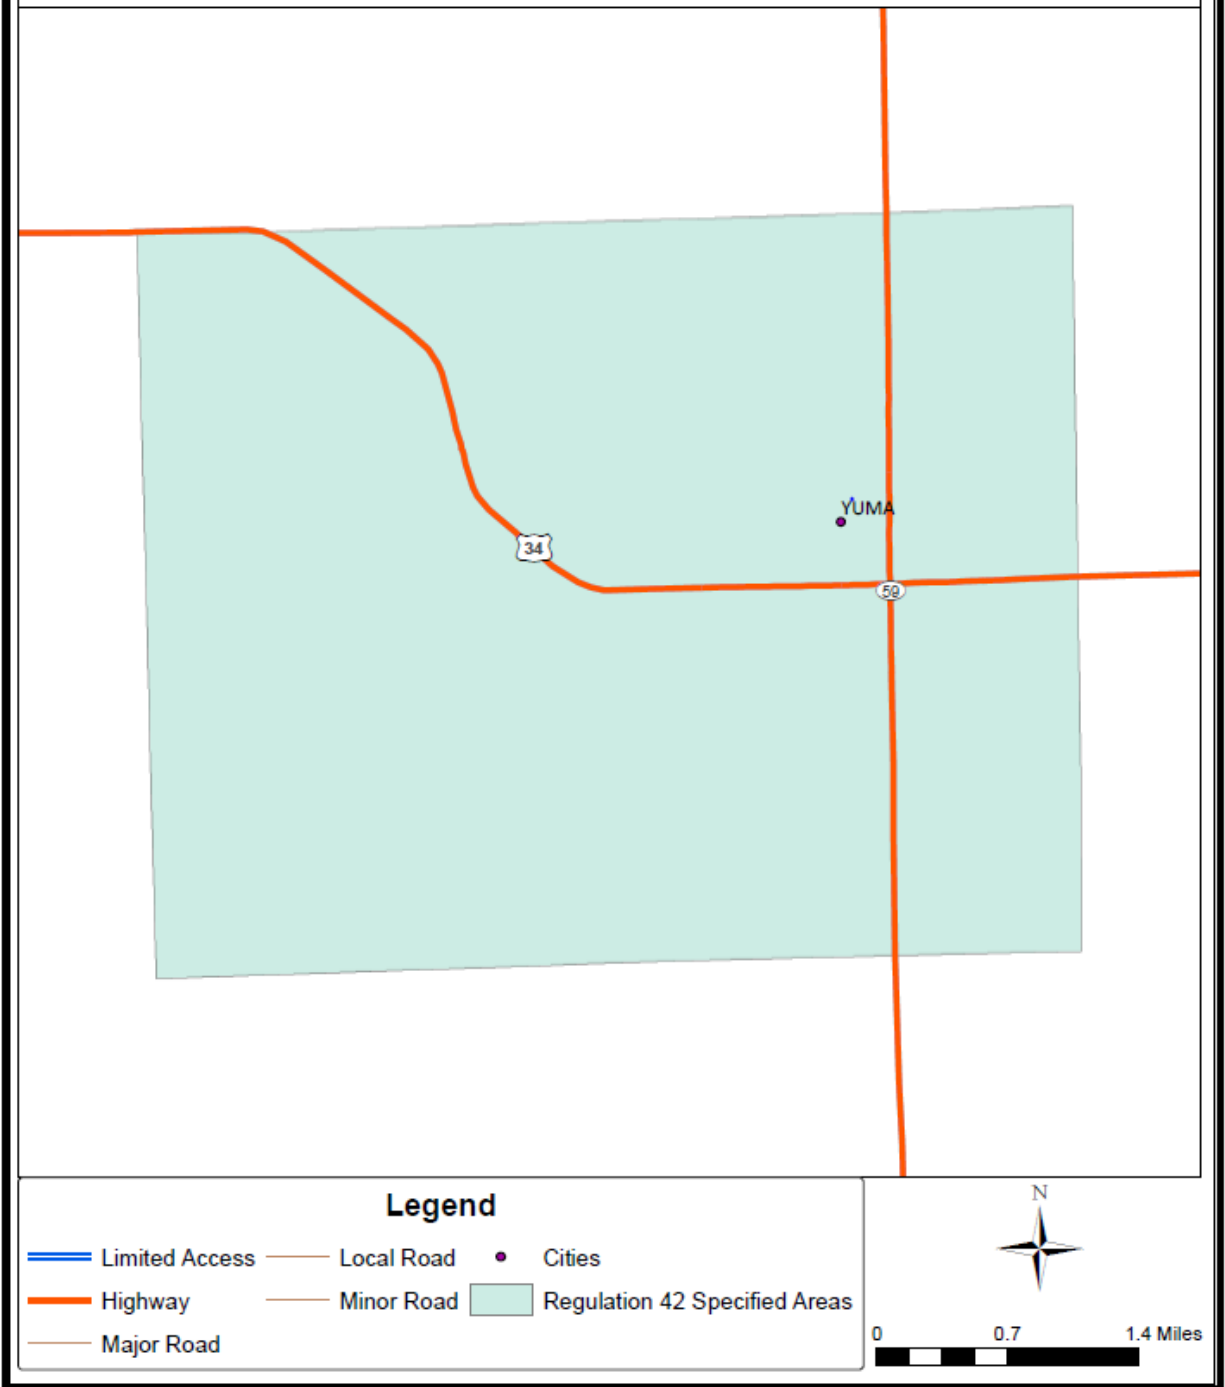 YUMA
34
59
Legend
Limited Access
Local Road
Cities
Highway
Minor Road
Regulation 42 Specified Areas
Major Road
N
0 0.7 1.4 Miles